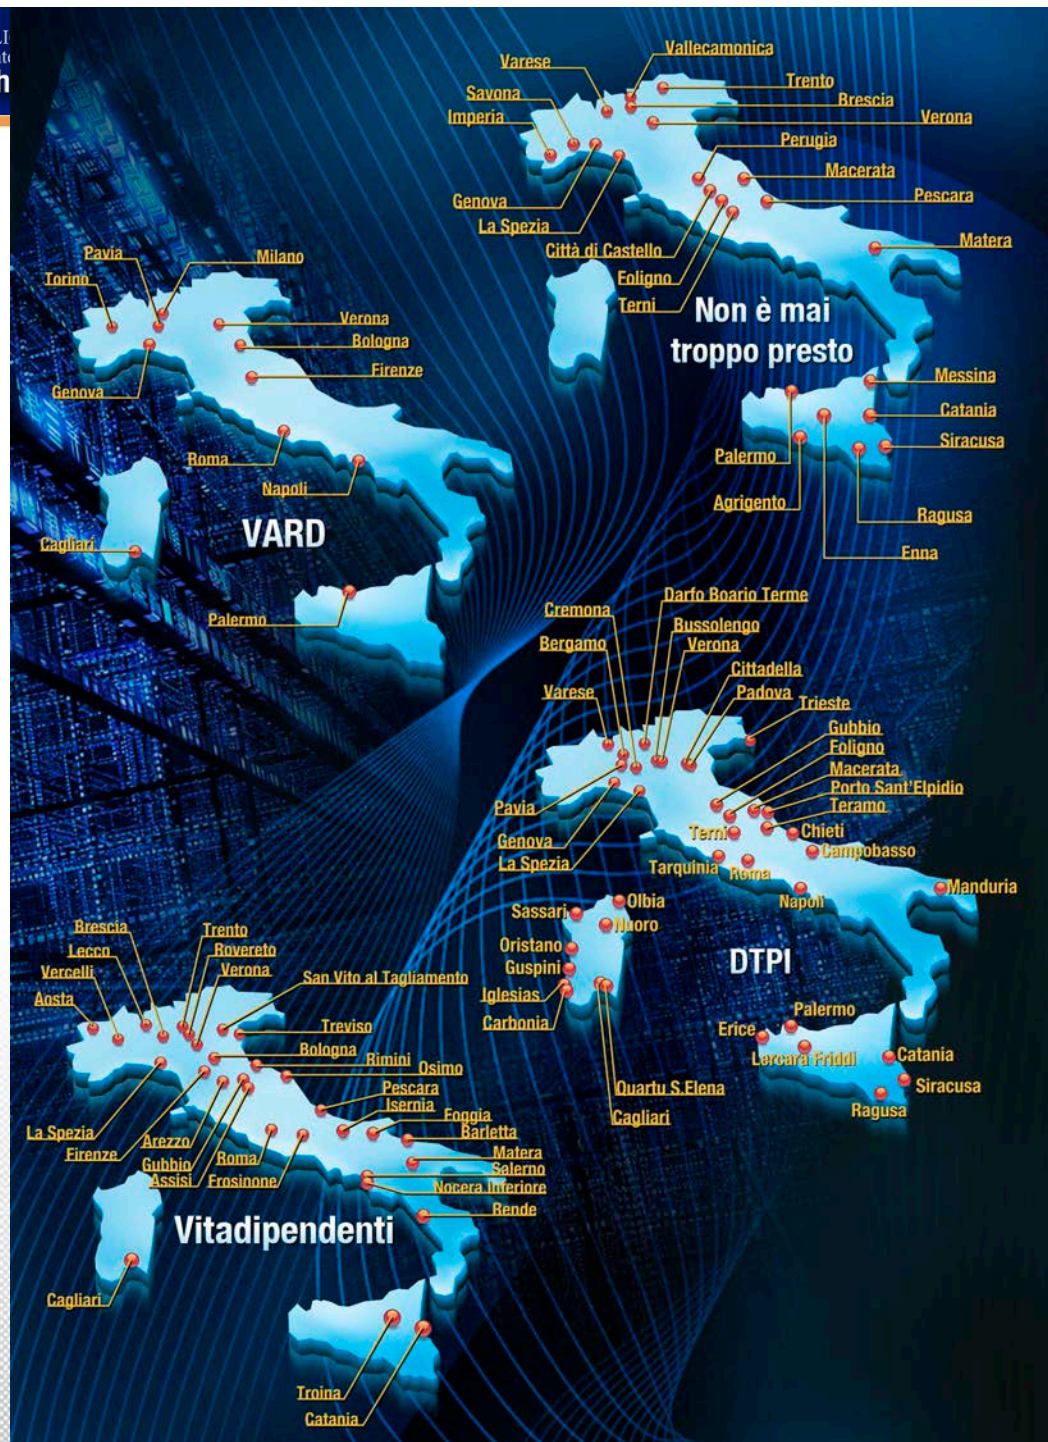 Vallecamonica
Varese
Trento
Savona
Brescia
Imperia
Verona
Perugia
Macerata
Pescara
Genova
La Spezia
Città di Castello
Matera
Foligno
Terni
Non è mai
troppo presto
Messina
Catania
Siracusa
Palermo
Agrigento
Ragusa
Enna
Pavia
Milano
Torino
Verona
Bologna
Firenze
Genova
Roma
Napoli
VARD
Cagliari
Palermo
Darfo Boario Terme
Cremona
Bussolengo
Bergamo
Verona
Cittadella
Varese
Padova
Trieste
Gubbio
Foligno
Macerata
Porto Sant'Elpidio
Pavia
Teramo
Genova
Terni
Chieti
La Spezia
Campobasso
Tarquinia
Roma
Napoli
Manduria
Olbia
Sassari
Nuoro
Oristano
DTPI
Guspini
Iglesias
Carbonia
Palermo
Erice
Lercara Friddi
Catania
Quartu S.Elena
Siracusa
Cagliari
Ragusa
Brescia
Trento
Lecco
Rovereto
Vercelli
Verona
San Vito al Tagliamento
Aosta
Treviso
Bologna
Rimini
Osimo
Pescara
Isernia
Foggia
La Spezia
Barletta
Arezzo
Firenze
Matera
Gubbio
Roma
Salerno
Assisi
Frosinone
Nocera Inferiore
Rende
Vitadipendenti
Cagliari
Troina
Catania